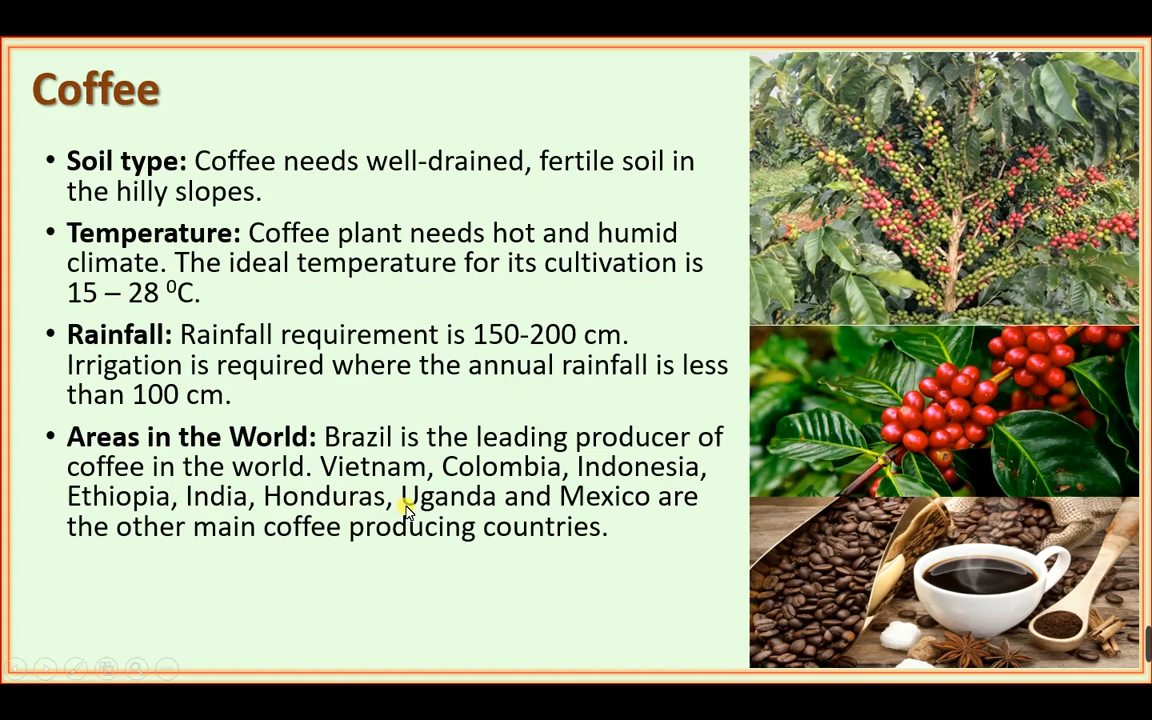 Coffee
• Soil type: Coffee needs well-drained, fertile soil in
the hilly slopes.
• Temperature: Coffee plant needs hot and humid
climate. The ideal temperature for its cultivation is
15 – 28 ⁰C.
• Rainfall: Rainfall requirement is 150-200 cm.
Irrigation is required where the annual rainfall is less
than 100 cm.
• Areas in the World: Brazil is the leading producer of
coffee in the world. Vietnam, Colombia, Indonesia,
Ethiopia, India, Honduras, Uganda and Mexico are
the other main coffee producing countries.